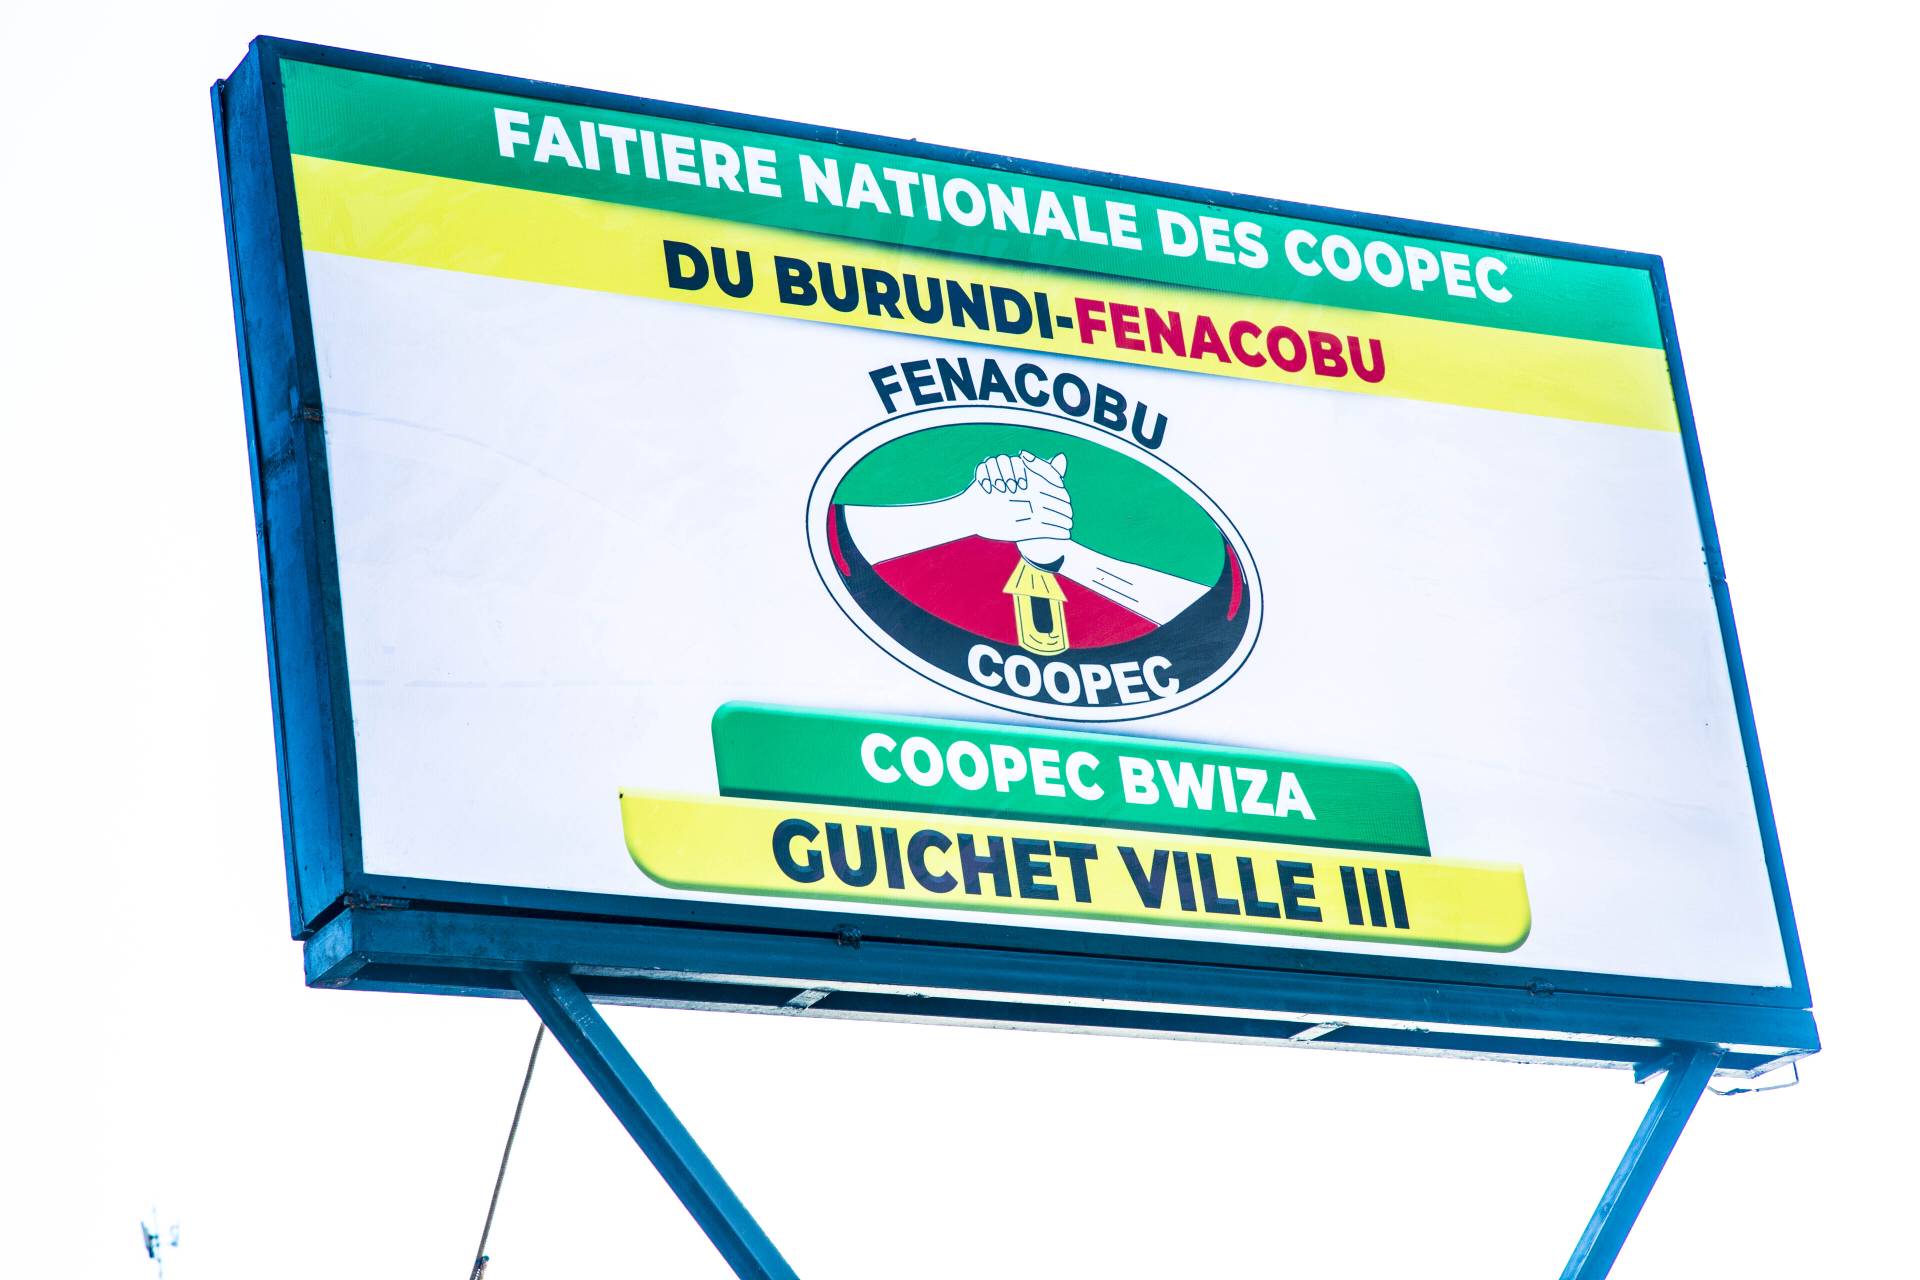 FAITIERE NATIONALE DES COOPEC
DU BURUNDI-FENACOBU
FENACOBU
COOPEC
COOPEC BWIZA
GUICHET VILLE III